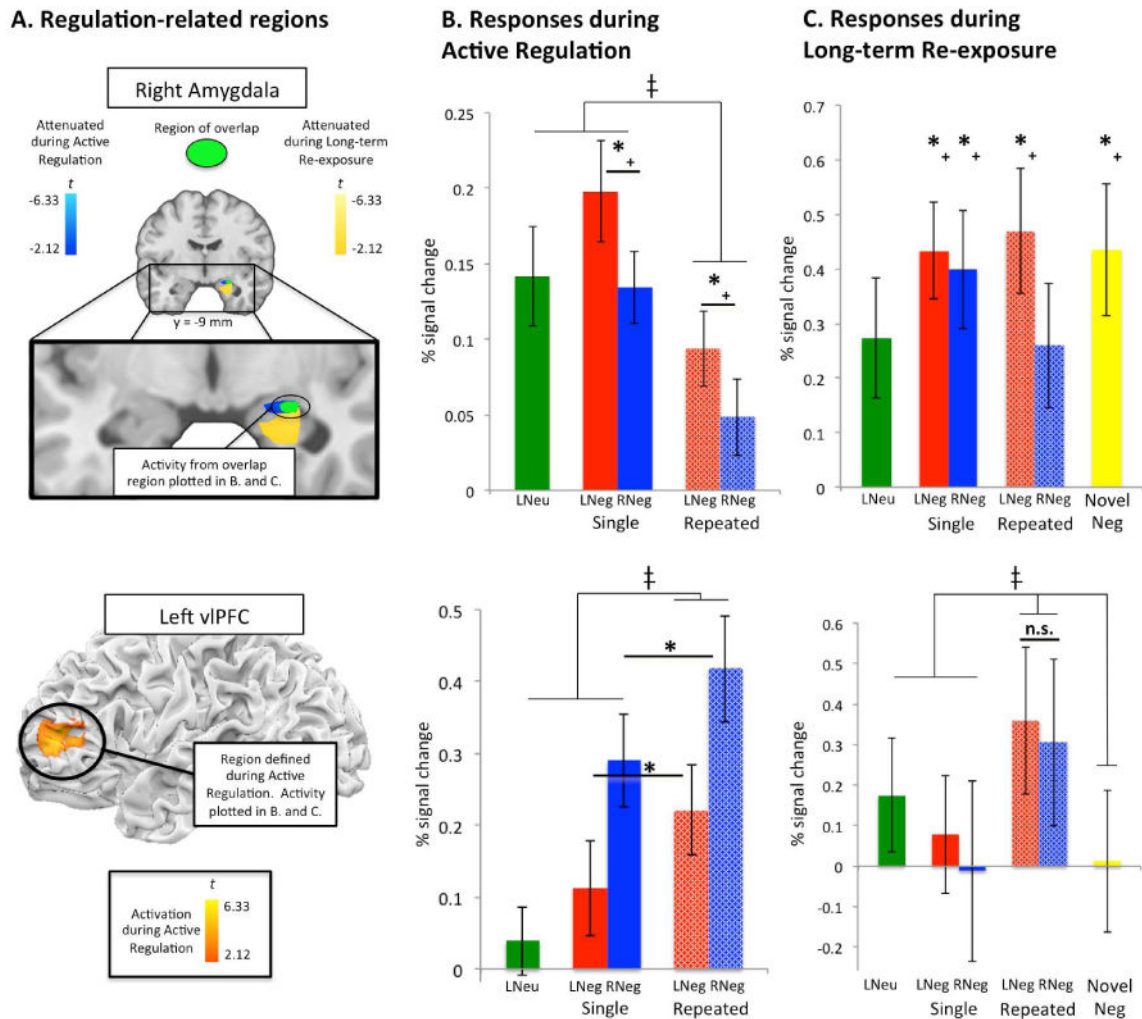 A. Regulation-related regions
Right Amygdala
Attenuated
during Active
Regulation
Region of overlap
Attenuated
during Long-term
Re-exposure
t
-6.33
-2.12
t
-6.33
-2.12
y = -9 mm
Activity from overlap
region plotted in B. and C.
Left vlPFC
Region defined
during Active
Regulation. Activity
plotted in B. and C.
Activation
during Active
Regulation
t
6.33
2.12
B. Responses during
Active Regulation
% signal change
0.25
0.2
0.15
0.1
0.05
0
‡
*
+
*
+
LNeu
LNeg RNeg
LNeg RNeg
Single
Repeated
% signal change
0.5
0.4
0.3
0.2
0.1
0
‡
*
*
LNeu
LNeg RNeg
LNeg RNeg
Single
Repeated
C. Responses during
Long-term Re-exposure
% signal change
0.7
0.6
0.5
0.4
0.3
0.2
0.1
0
* * * *
+ + + +
LNeu
LNeg RNeg
LNeg RNeg
Novel
Neg
Single
Repeated
% signal change
0.6
0.5
0.4
0.3
0.2
0.1
0
-0.1
-0.2
‡
n.s.
LNeu
LNeg RNeg
LNeg RNeg
Novel
Neg
Single
Repeated